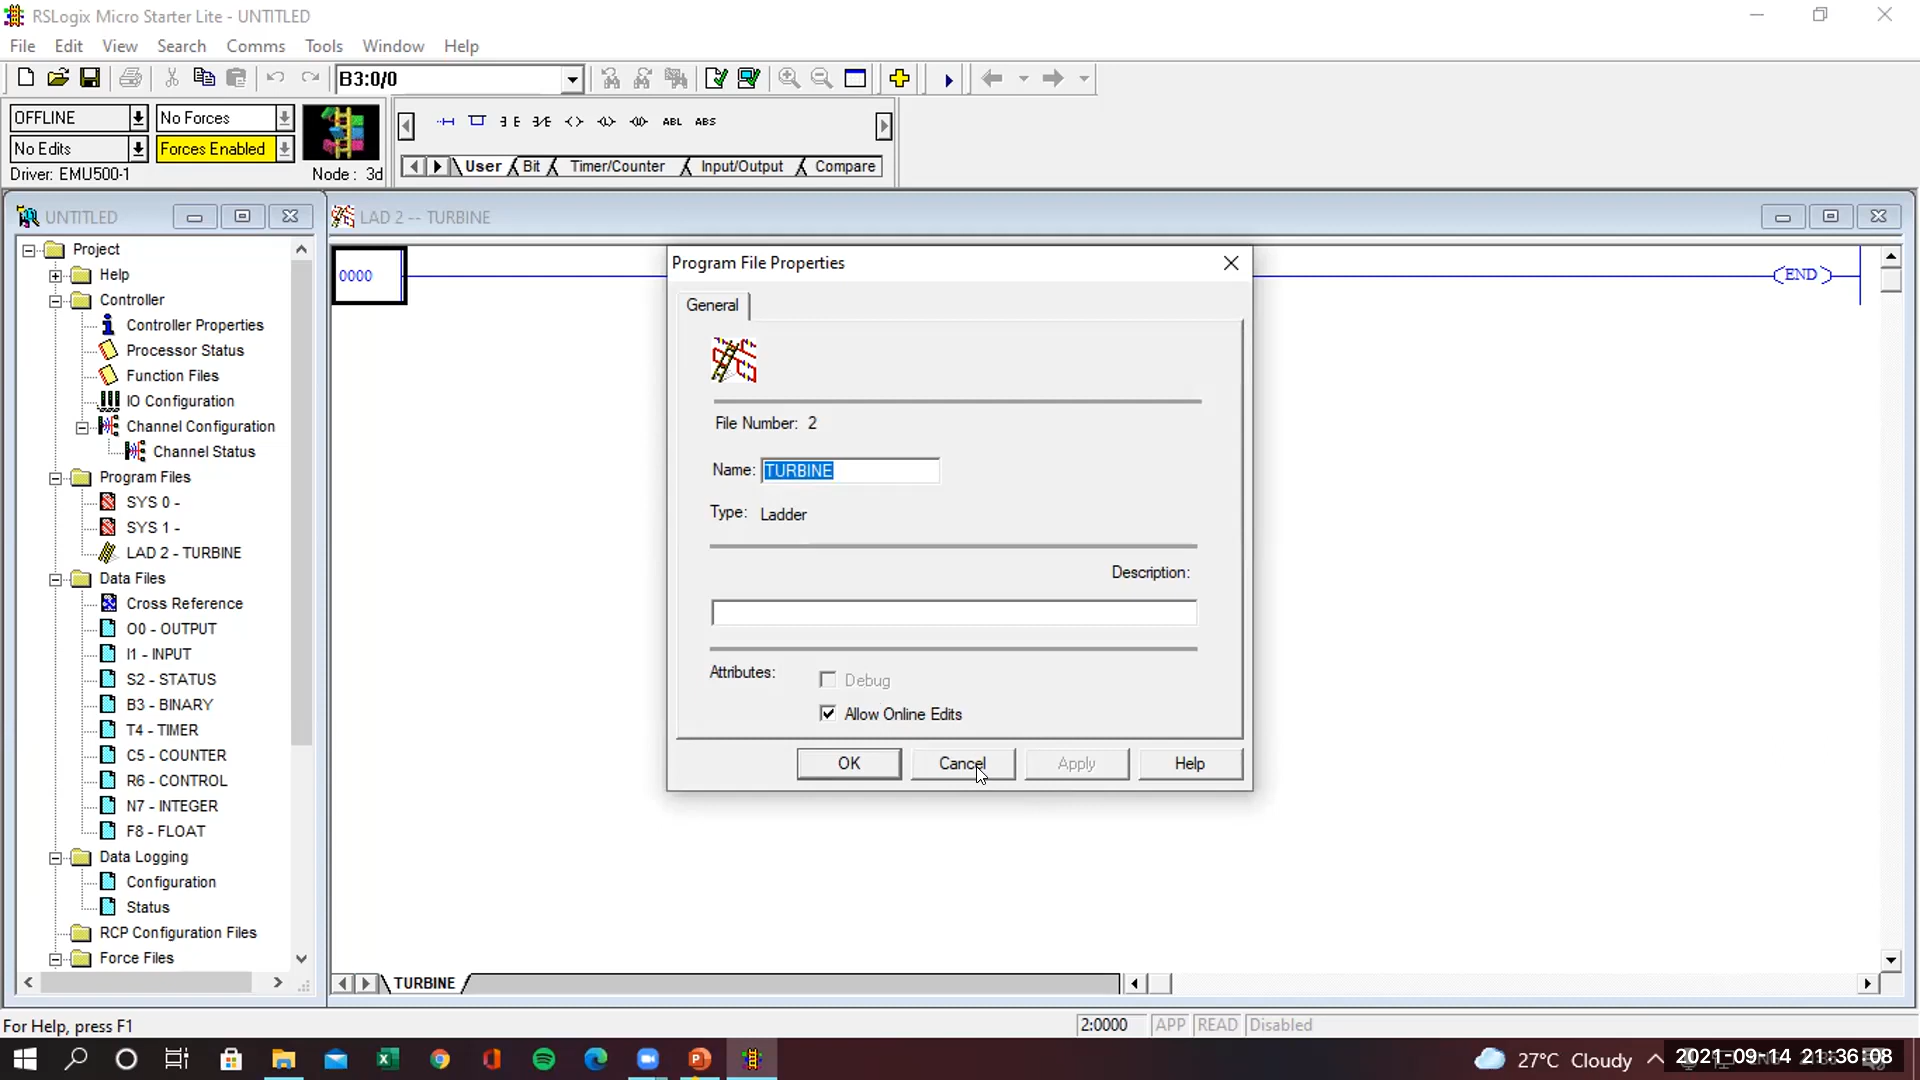 RSLogix Micro Starter Lite - UNTITLED
File Edit View Search Comms Tools Window Help
B3:0/0
OFFLINE No Forces
No Edits Forces Enabled
Driver: EMU500-1 Node : 3d
ABL ABS
User Bit Timer/Counter Input/Output Compare
UNTITLED
Project
Help
Controller
Controller Properties
Processor Status
Function Files
IO Configuration
Channel Configuration
Channel Status
Program Files
SYS 0 -
SYS 1 -
LAD 2 - TURBINE
Data Files
Cross Reference
O0 - OUTPUT
I1 - INPUT
S2 - STATUS
B3 - BINARY
T4 - TIMER
C5 - COUNTER
R6 - CONTROL
N7 - INTEGER
F8 - FLOAT
Data Logging
Configuration
Status
RCP Configuration Files
Force Files
LAD 2 -- TURBINE
0000
END
Program File Properties
General
File Number: 2
Name: TURBINE
Type: Ladder
Description:
Attributes:
Debug
Allow Online Edits
OK Cancel Apply Help
TURBINE
For Help, press F1
2:0000 APP READ Disabled
27°C Cloudy
2021-09-14 21:36:08